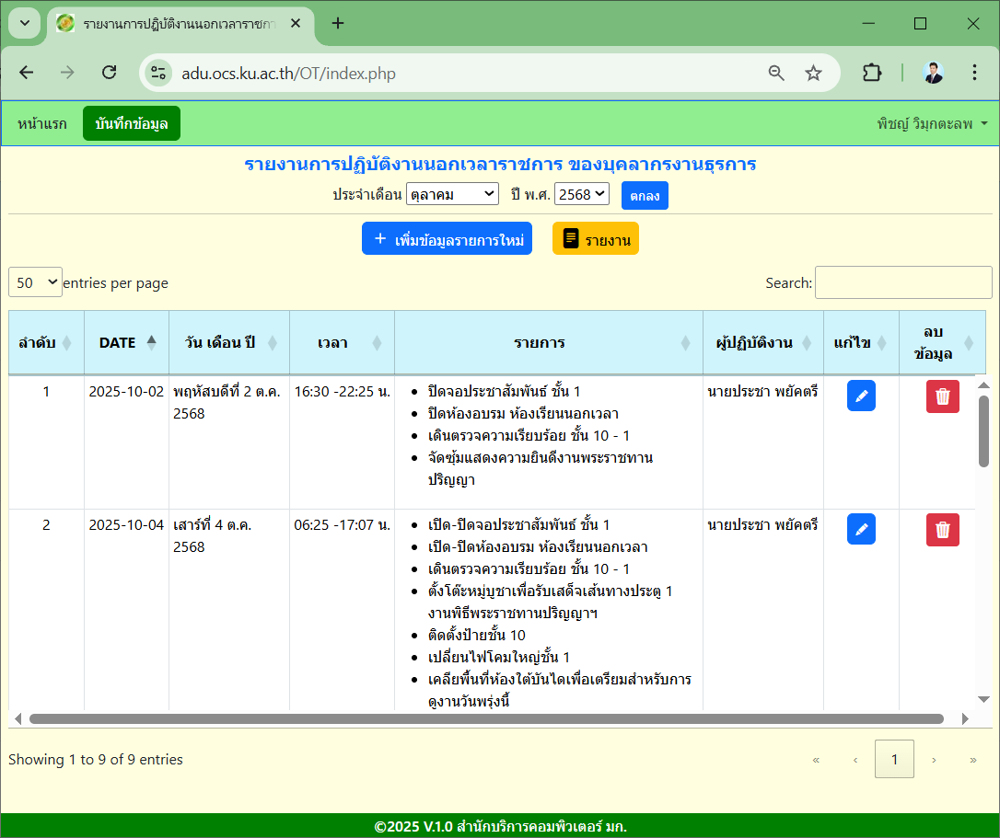 รายงานการปฏิบัติงานนอกเวลาราชกา
adu.ocs.ku.ac.th/OT/index.php
หน้าแรก บันทึกข้อมูล พิชญ์ วิมุกตะลพ
รายงานการปฏิบัติงานนอกเวลาราชการ ของบุคลากรงานธุรการ
ประจำเดือน ตุลาคม ปี พ.ศ. 2568 ตกลง
เพิ่มข้อมูลรายการใหม่ รายงาน
50 entries per page Search:
ลำดับ DATE วัน เดือน ปี เวลา รายการ ผู้ปฏิบัติงาน แก้ไข ลบ
ข้อมูล
1 2025-10-02 พฤหัสบดีที่ 2 ต.ค. 16:30 -22:25 น. • ปิดจอประชาสัมพันธ์ ชั้น 1 นายประชา พยัคตรี
2568 • ปิดห้องอบรม ห้องเรียนนอกเวลา
• เดินตรวจความเรียบร้อย ชั้น 10 - 1
• จัดซุ้มแสดงความยินดีงานพระราชทาน
ปริญญา
2 2025-10-04 เสาร์ที่ 4 ต.ค. 06:25 -17:07 น. • เปิด-ปิดจอประชาสัมพันธ์ ชั้น 1 นายประชา พยัคตรี
2568 • เปิด-ปิดห้องอบรม ห้องเรียนนอกเวลา
• เดินตรวจความเรียบร้อย ชั้น 10 - 1
• ตั้งโต๊ะหมู่บูชาเพื่อรับเสด็จเส้นทางประตู 1
งานพิธีพระราชทานปริญญาฯ
• ติดตั้งป้ายชั้น 10
• เปลี่ยนไฟโคมใหญ่ชั้น 1
• เคลียพื้นที่ห้องใต้บันไดเพื่อเตรียมสำหรับการ
ดูงานวันพรุ่งนี้
Showing 1 to 9 of 9 entries « ‹ 1 › »
©2025 V.1.0 สำนักบริการคอมพิวเตอร์ มก.